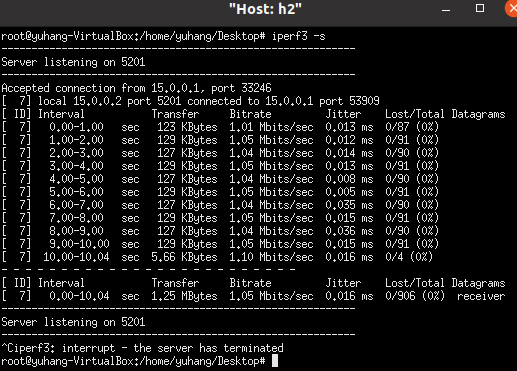 "Host: h2"
root@yuhang-VirtualBox:/home/yuhang/Desktop# iperf3 -s
-----------------------------------------------------------
Server listening on 5201
-----------------------------------------------------------
Accepted connection from 15.0.0.1, port 33246
[  7] local 15.0.0.2 port 5201 connected to 15.0.0.1 port 53909
[ ID] Interval           Transfer     Bitrate         Jitter    Lost/Total Datagrams
[  7]   0.00-1.00   sec   123 KBytes  1.01 Mbits/sec  0.013 ms  0/87 (0%)
[  7]   1.00-2.00   sec   129 KBytes  1.05 Mbits/sec  0.012 ms  0/91 (0%)
[  7]   2.00-3.00   sec   127 KBytes  1.04 Mbits/sec  0.014 ms  0/90 (0%)
[  7]   3.00-4.00   sec   129 KBytes  1.05 Mbits/sec  0.013 ms  0/91 (0%)
[  7]   4.00-5.00   sec   127 KBytes  1.04 Mbits/sec  0.008 ms  0/90 (0%)
[  7]   5.00-6.00   sec   129 KBytes  1.05 Mbits/sec  0.005 ms  0/91 (0%)
[  7]   6.00-7.00   sec   127 KBytes  1.04 Mbits/sec  0.035 ms  0/90 (0%)
[  7]   7.00-8.00   sec   129 KBytes  1.05 Mbits/sec  0.015 ms  0/91 (0%)
[  7]   8.00-9.00   sec   127 KBytes  1.04 Mbits/sec  0.036 ms  0/90 (0%)
[  7]   9.00-10.00  sec   129 KBytes  1.05 Mbits/sec  0.015 ms  0/91 (0%)
[  7]  10.00-10.04  sec  5.66 KBytes  1.10 Mbits/sec  0.016 ms  0/4 (0%)
- - - - - - - - - - - - - - - - - - - - - - - - -
[ ID] Interval           Transfer     Bitrate         Jitter    Lost/Total Datagrams
[  7]   0.00-10.04  sec  1.25 MBytes  1.05 Mbits/sec  0.016 ms  0/906 (0%)  receiver
-----------------------------------------------------------
Server listening on 5201
-----------------------------------------------------------
^Ciperf3: interrupt - the server has terminated
root@yuhang-VirtualBox:/home/yuhang/Desktop#